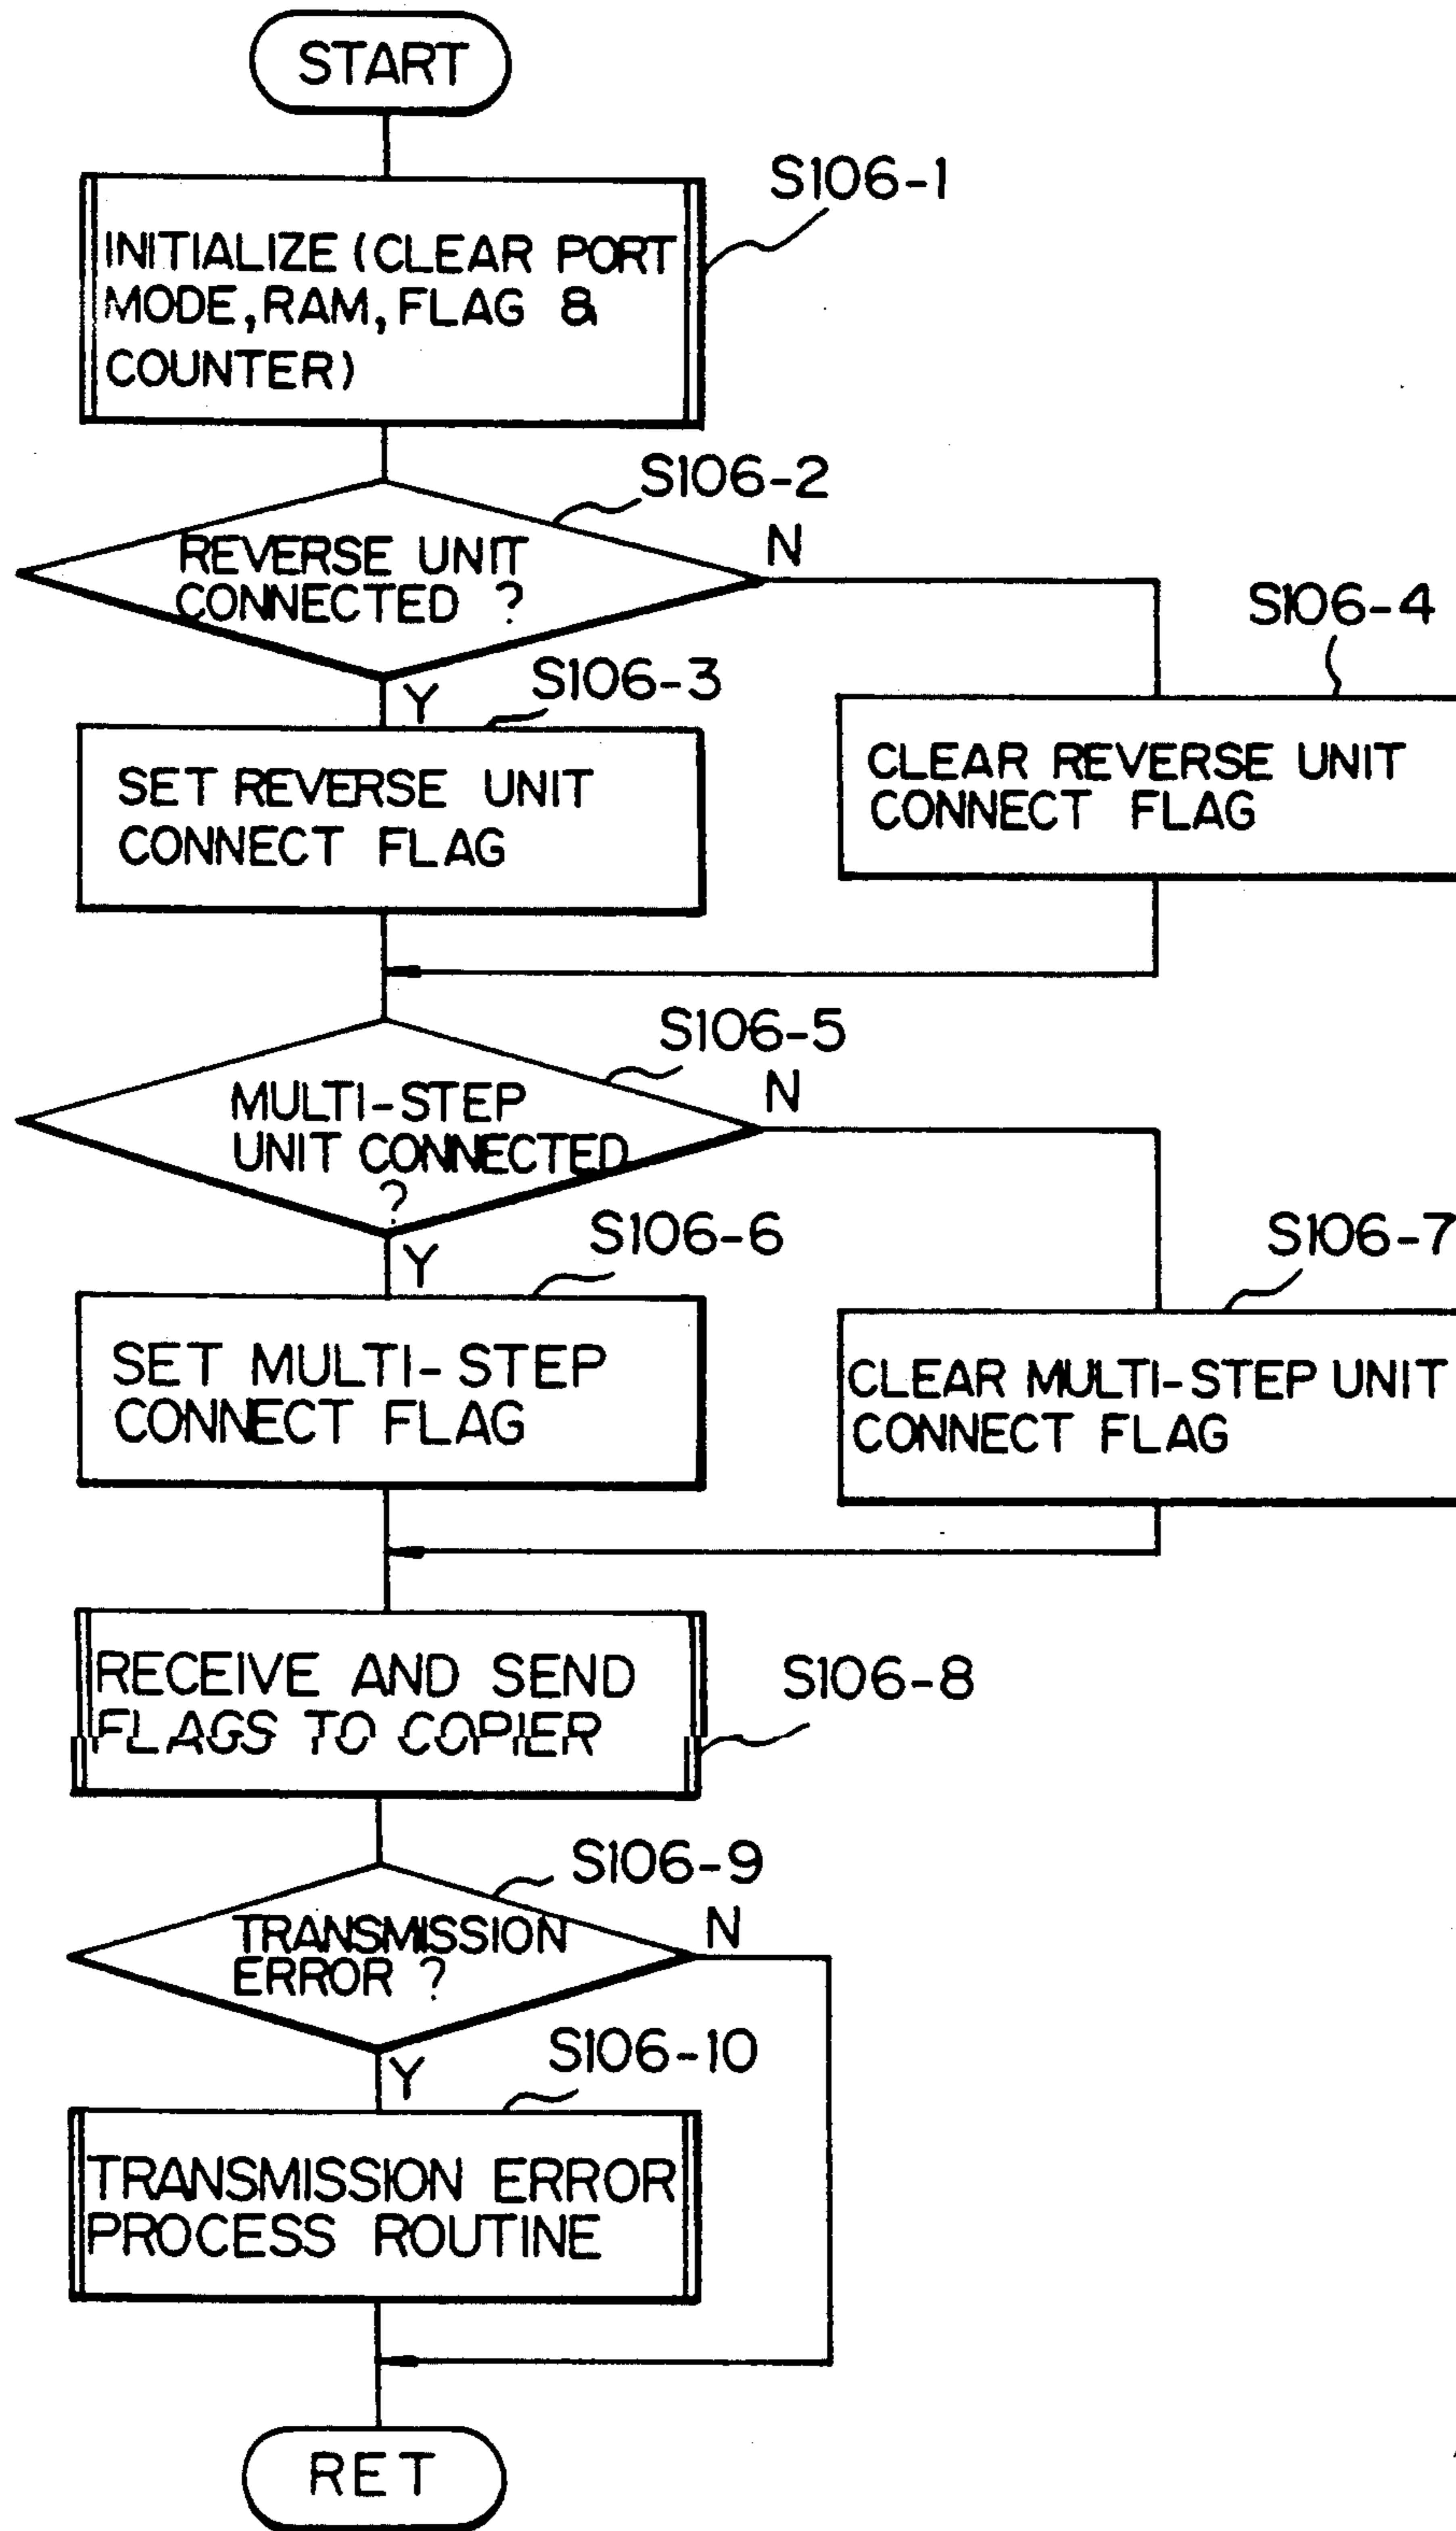 START
S106-1
INITIALIZE (CLEAR PORT
MODE, RAM, FLAG &
COUNTER)
S106-2
REVERSE UNIT
CONNECTED ?
N
Y
S106-3
S106-4
SET REVERSE UNIT
CONNECT FLAG
CLEAR REVERSE UNIT
CONNECT FLAG
S106-5
MULTI-STEP
UNIT CONNECTED
?
N
Y
S106-6
S106-7
SET MULTI-STEP
CONNECT FLAG
CLEAR MULTI-STEP UNIT
CONNECT FLAG
RECEIVE AND SEND
FLAGS TO COPIER
S106-8
S106-9
TRANSMISSION
ERROR ?
N
Y
S106-10
TRANSMISSION ERROR
PROCESS ROUTINE
RET